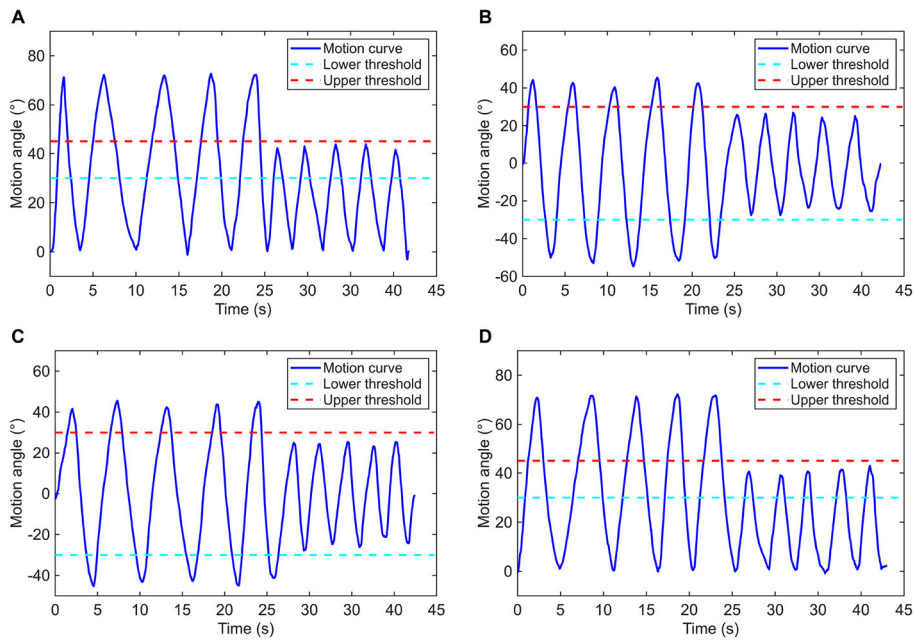 A
Motion curve
Lower threshold
Upper threshold
80
60
40
20
0
Motion angle (°)
0 5 10 15 20 25 30 35 40 45
Time (s)
B
Motion curve
Lower threshold
Upper threshold
60
40
20
0
-20
-40
-60
Motion angle (°)
0 5 10 15 20 25 30 35 40 45
Time (s)
C
Motion curve
Lower threshold
Upper threshold
60
40
20
0
-20
-40
Motion angle (°)
0 5 10 15 20 25 30 35 40 45
Time (s)
D
Motion curve
Lower threshold
Upper threshold
80
60
40
20
0
Motion angle (°)
0 5 10 15 20 25 30 35 40 45
Time (s)